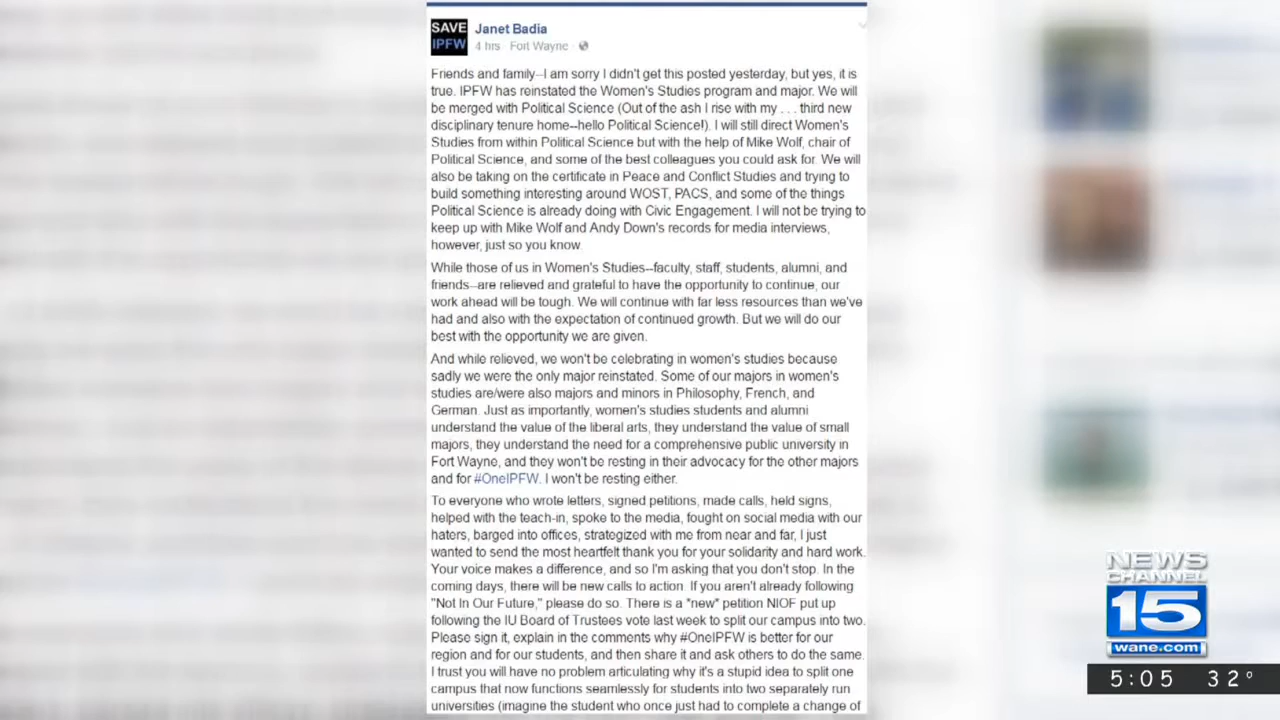 SAVE
IPFW
Janet Badia
4 hrs · Fort Wayne ·
Friends and family--I am sorry I didn't get this posted yesterday, but yes, it is
true. IPFW has reinstated the Women's Studies program and major. We will
be merged with Political Science (Out of the ash I rise with my . . . third new
disciplinary tenure home--hello Political Science!). I will still direct Women's
Studies from within Political Science but with the help of Mike Wolf, chair of
Political Science, and some of the best colleagues you could ask for. We will
also be taking on the certificate in Peace and Conflict Studies and trying to
build something interesting around WOST, PACS, and some of the things
Political Science is already doing with Civic Engagement. I will not be trying to
keep up with Mike Wolf and Andy Down's records for media interviews,
however, just so you know.
While those of us in Women's Studies--faculty, staff, students, alumni, and
friends--are relieved and grateful to have the opportunity to continue, our
work ahead will be tough. We will continue with far less resources than we've
had and also with the expectation of continued growth. But we will do our
best with the opportunity we are given.
And while relieved, we won't be celebrating in women's studies because
sadly we were the only major reinstated. Some of our majors in women's
studies are/were also majors and minors in Philosophy, French, and
German. Just as importantly, women's studies students and alumni
understand the value of the liberal arts, they understand the value of small
majors, they understand the need for a comprehensive public university in
Fort Wayne, and they won't be resting in their advocacy for the other majors
and for #OneIPFW. I won't be resting either.
To everyone who wrote letters, signed petitions, made calls, held signs,
helped with the teach-in, spoke to the media, fought on social media with our
haters, barged into offices, strategized with me from near and far, I just
wanted to send the most heartfelt thank you for your solidarity and hard work.
Your voice makes a difference, and so I'm asking that you don't stop. In the
coming days, there will be new calls to action. If you aren't already following
"Not In Our Future," please do so. There is a *new* petition NIOF put up
following the IU Board of Trustees vote last week to split our campus into two.
Please sign it, explain in the comments why #OneIPFW is better for our
region and for our students, and then share it and ask others to do the same.
I trust you will have no problem articulating why it's a stupid idea to split one
campus that now functions seamlessly for students into two separately run
universities (imagine the student who once just had to complete a change of
NEWS
CHANNEL
15
wane.com
5:05 32°